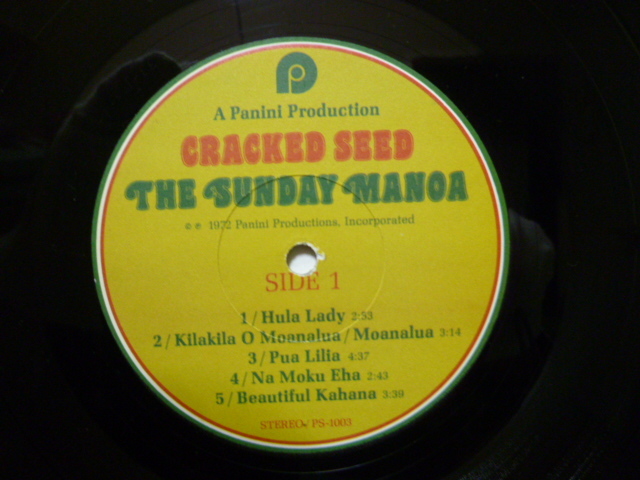 P
A Panini Production
CRACKED SEED
THE SUNDAY MANOA
© ℗ 1972 Panini Productions, Incorporated
SIDE 1
1/Hula Lady 2:53
2/Kilakila O Moanalua/Moanalua 3:14
3/Pua Lilia 4:37
4/Na Moku Eha 2:43
5/Beautiful Kahana 3:39
STEREO/PS-1003